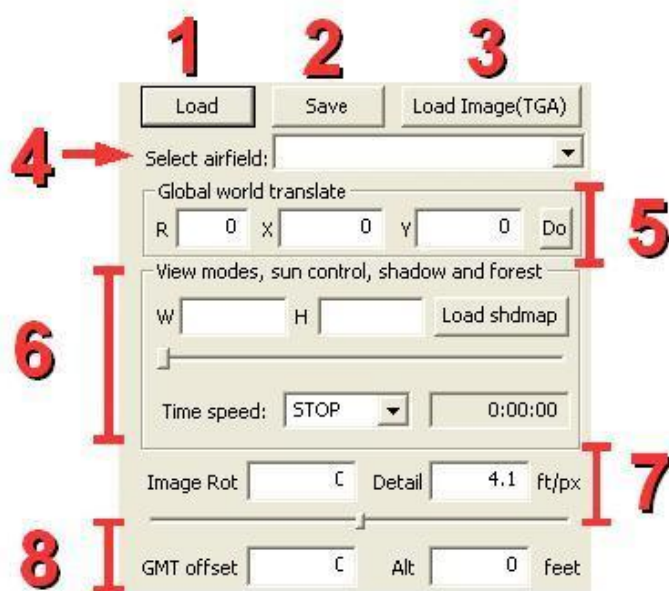 1 2 3
Load Save Load Image(TGA)
4 Select airfield:
Global world translate
R 0 X 0 Y 0 Do 5
View modes, sun control, shadow and forest
W H Load shdmap
6
Time speed: STOP 0:00:00
Image Rot Detail 4.1 ft/px 7
8
GMT offset Alt 0 feet